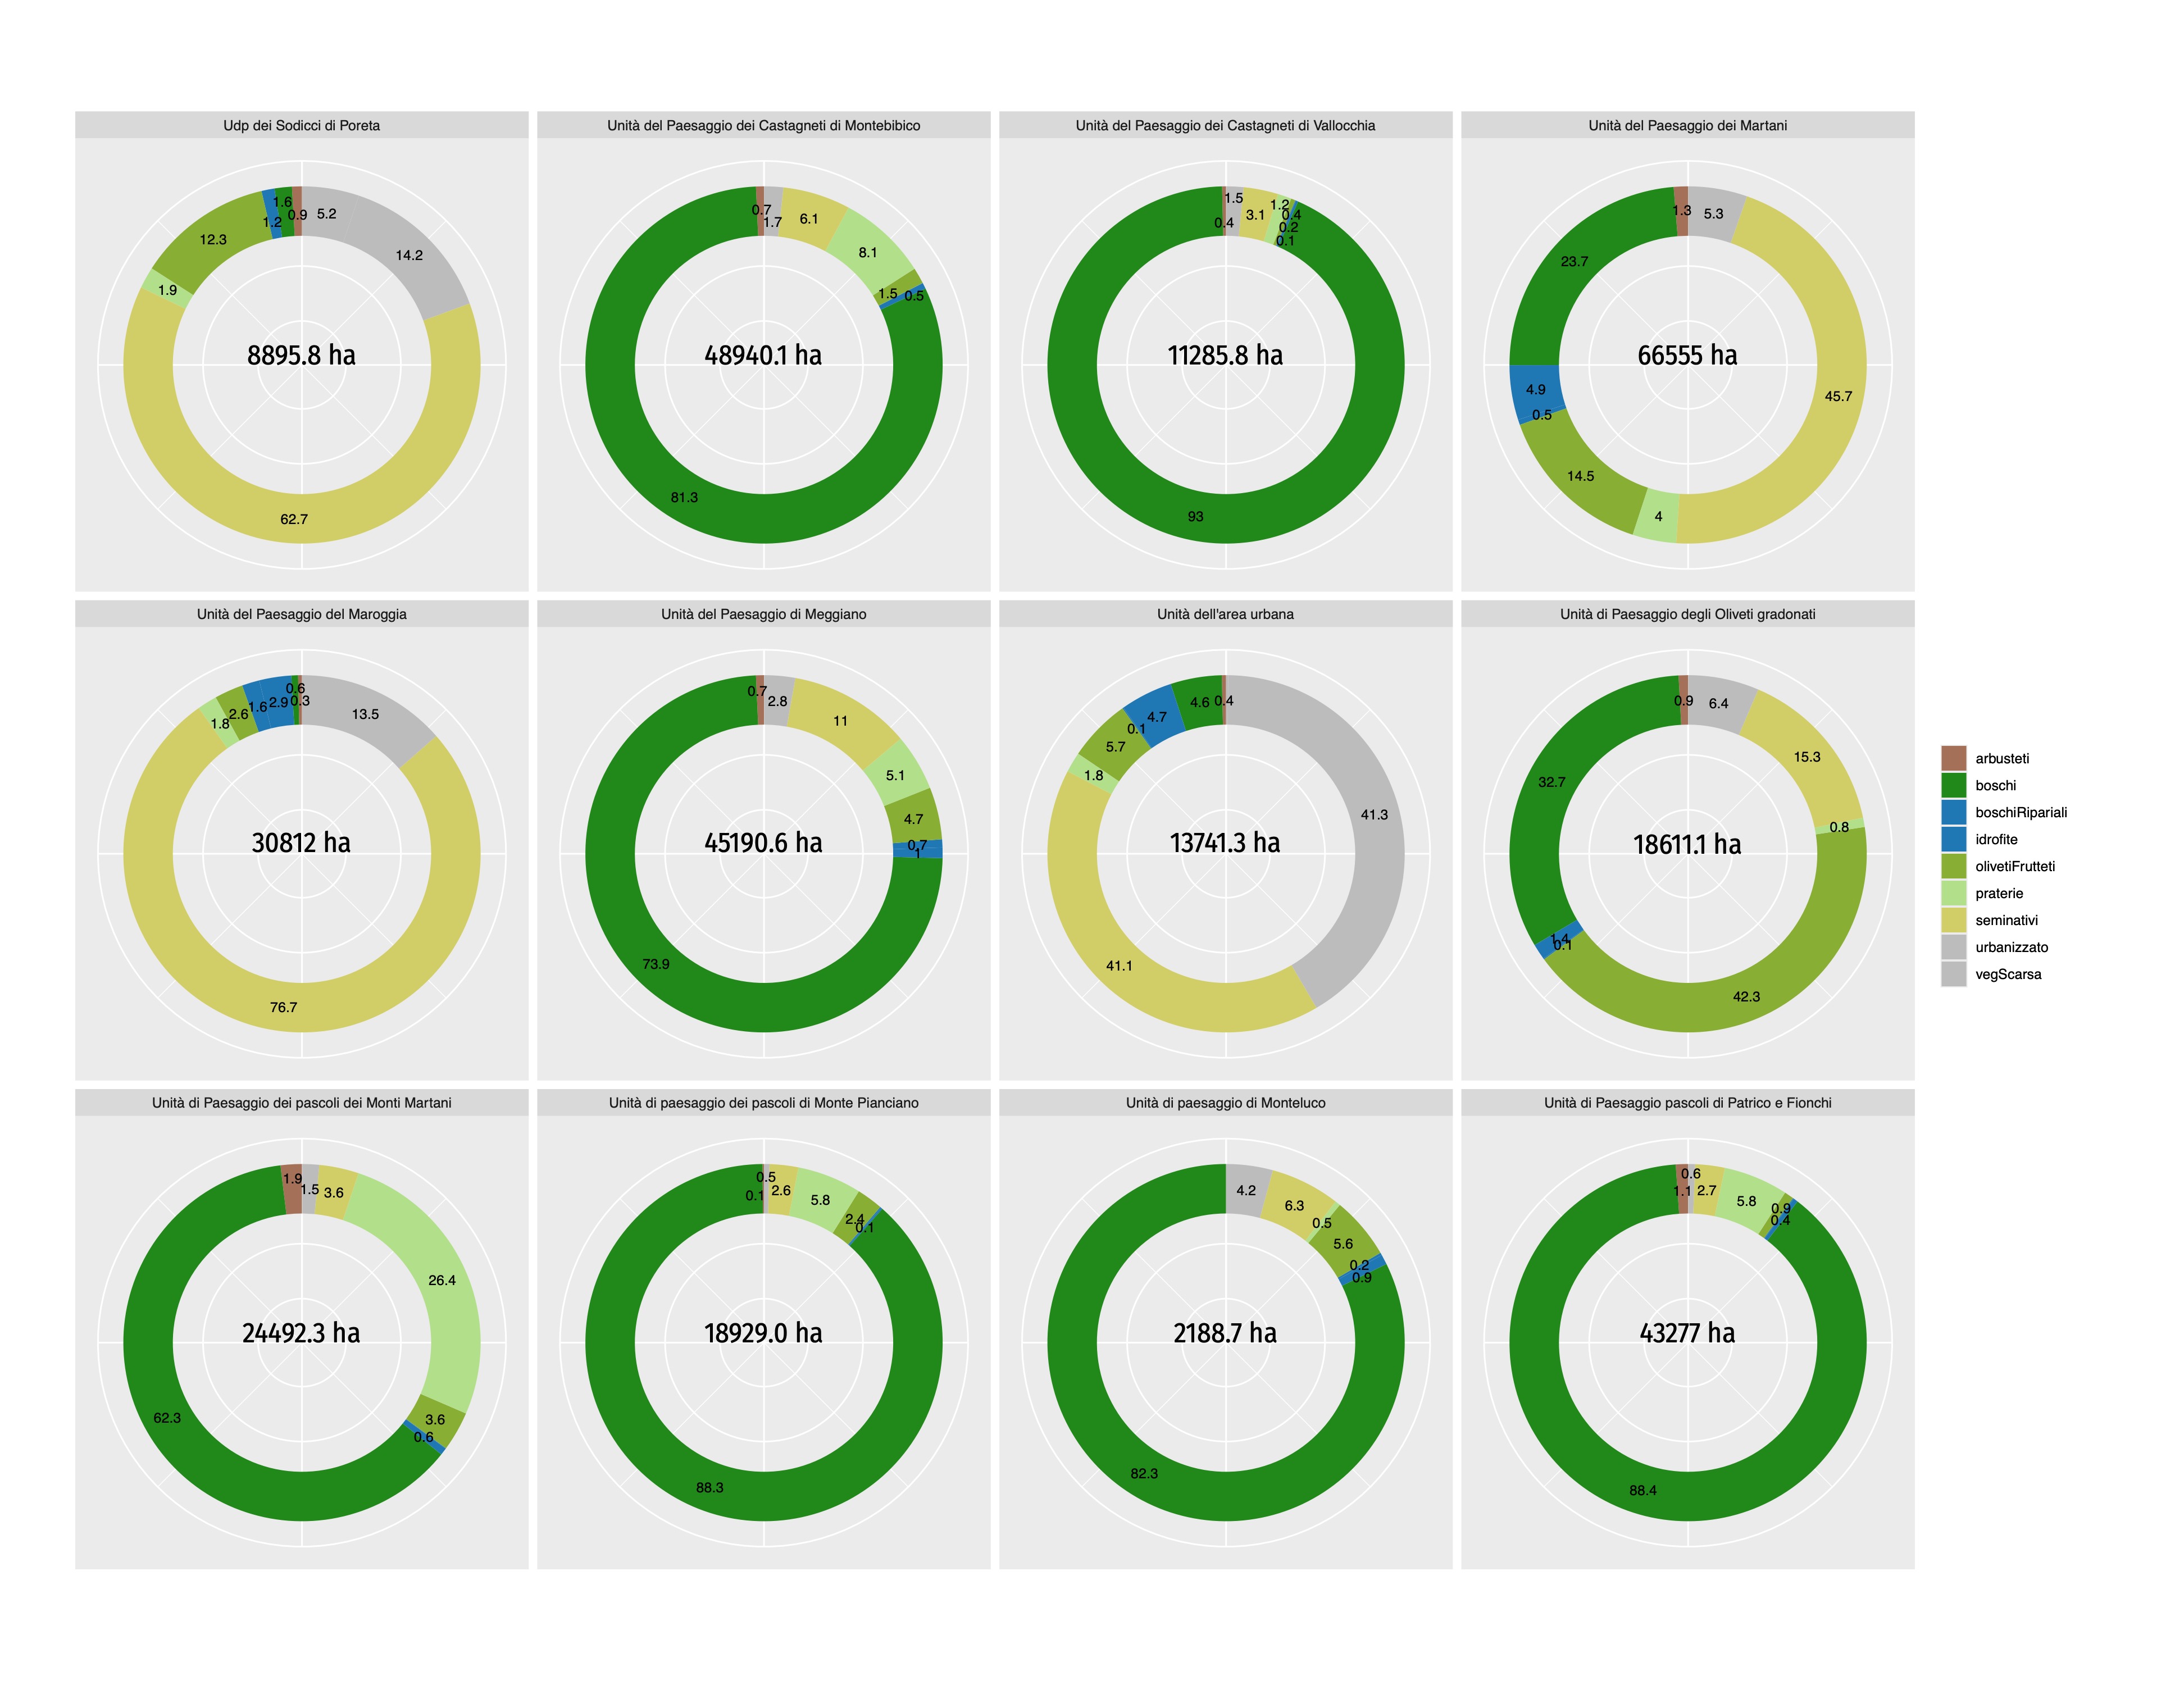 Udp dei Sodicci di Poreta
1.6
1.2
0.9
5.2
14.2
12.3
1.9
8895.8 ha
62.7
Unità del Paesaggio dei Castagneti di Montebibico
0.7
1.7
6.1
8.1
1.5
0.5
48940.1 ha
81.3
Unità del Paesaggio dei Castagneti di Vallocchia
1.5
0.4
3.1
1.2
0.4
0.2
0.1
11285.8 ha
93
Unità del Paesaggio dei Martani
1.3
5.3
23.7
66555 ha
4.9
0.5
45.7
14.5
4
Unità del Paesaggio del Maroggia
0.6
0.3
2.9
1.6
2.6
1.8
13.5
30812 ha
76.7
Unità del Paesaggio di Meggiano
0.7
2.8
11
5.1
4.7
0.7
1
45190.6 ha
73.9
Unità dell'area urbana
4.6
0.4
4.7
0.1
5.7
1.8
41.3
13741.3 ha
41.1
Unità di Paesaggio degli Oliveti gradonati
0.9
6.4
15.3
32.7
0.8
18611.1 ha
1.4
0.1
42.3
arbusteti
boschi
boschiRipariali
idrofite
olivetiFrutteti
praterie
seminativi
urbanizzato
vegScarsa
Unità di Paesaggio dei pascoli dei Monti Martani
1.9
1.5
3.6
26.4
24492.3 ha
3.6
0.6
62.3
Unità di paesaggio dei pascoli di Monte Pianciano
0.5
0.1
2.6
5.8
2.4
0.1
18929.0 ha
88.3
Unità di paesaggio di Monteluco
4.2
6.3
0.5
5.6
0.2
0.9
2188.7 ha
82.3
Unità di Paesaggio pascoli di Patrico e Fionchi
0.6
1.1
2.7
5.8
0.9
0.4
43277 ha
88.4